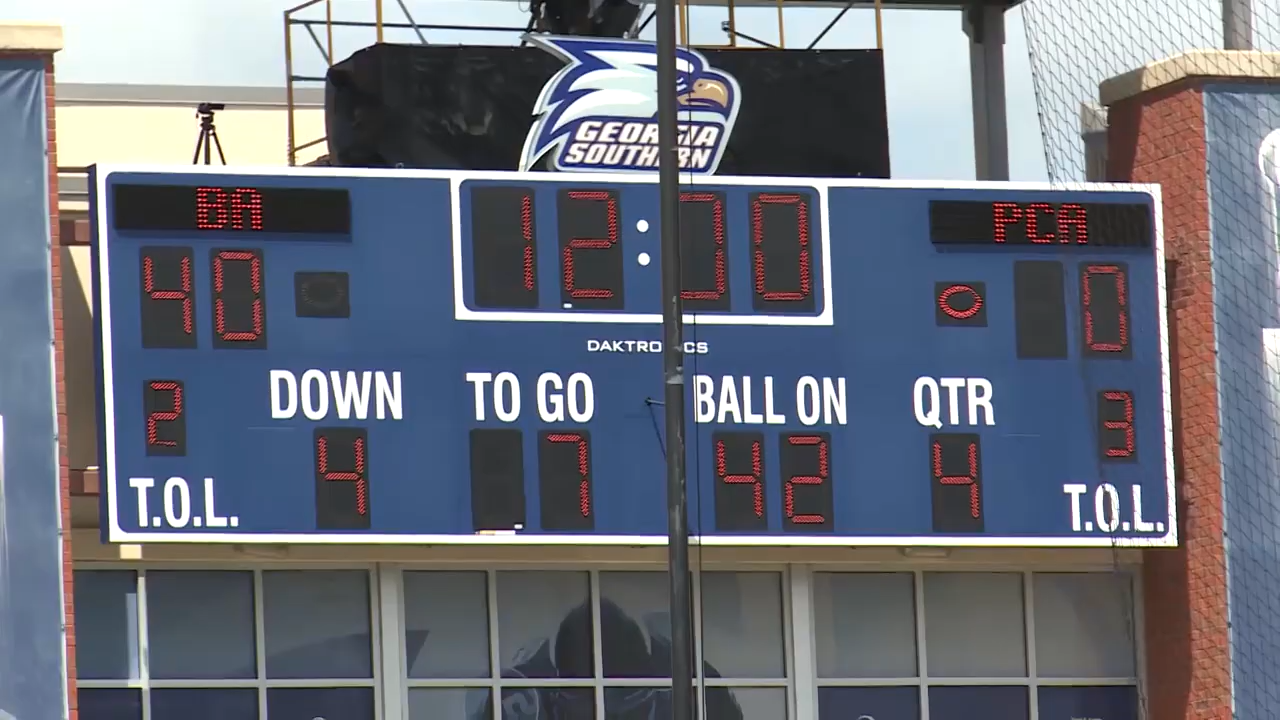 GEORGIA
SOUTHERN
BA
12:00
PCA
40
0
DAKTRONICS
DOWN
TO GO
BALL ON
QTR
2
3
4
7
42
4
T.O.L.
T.O.L.